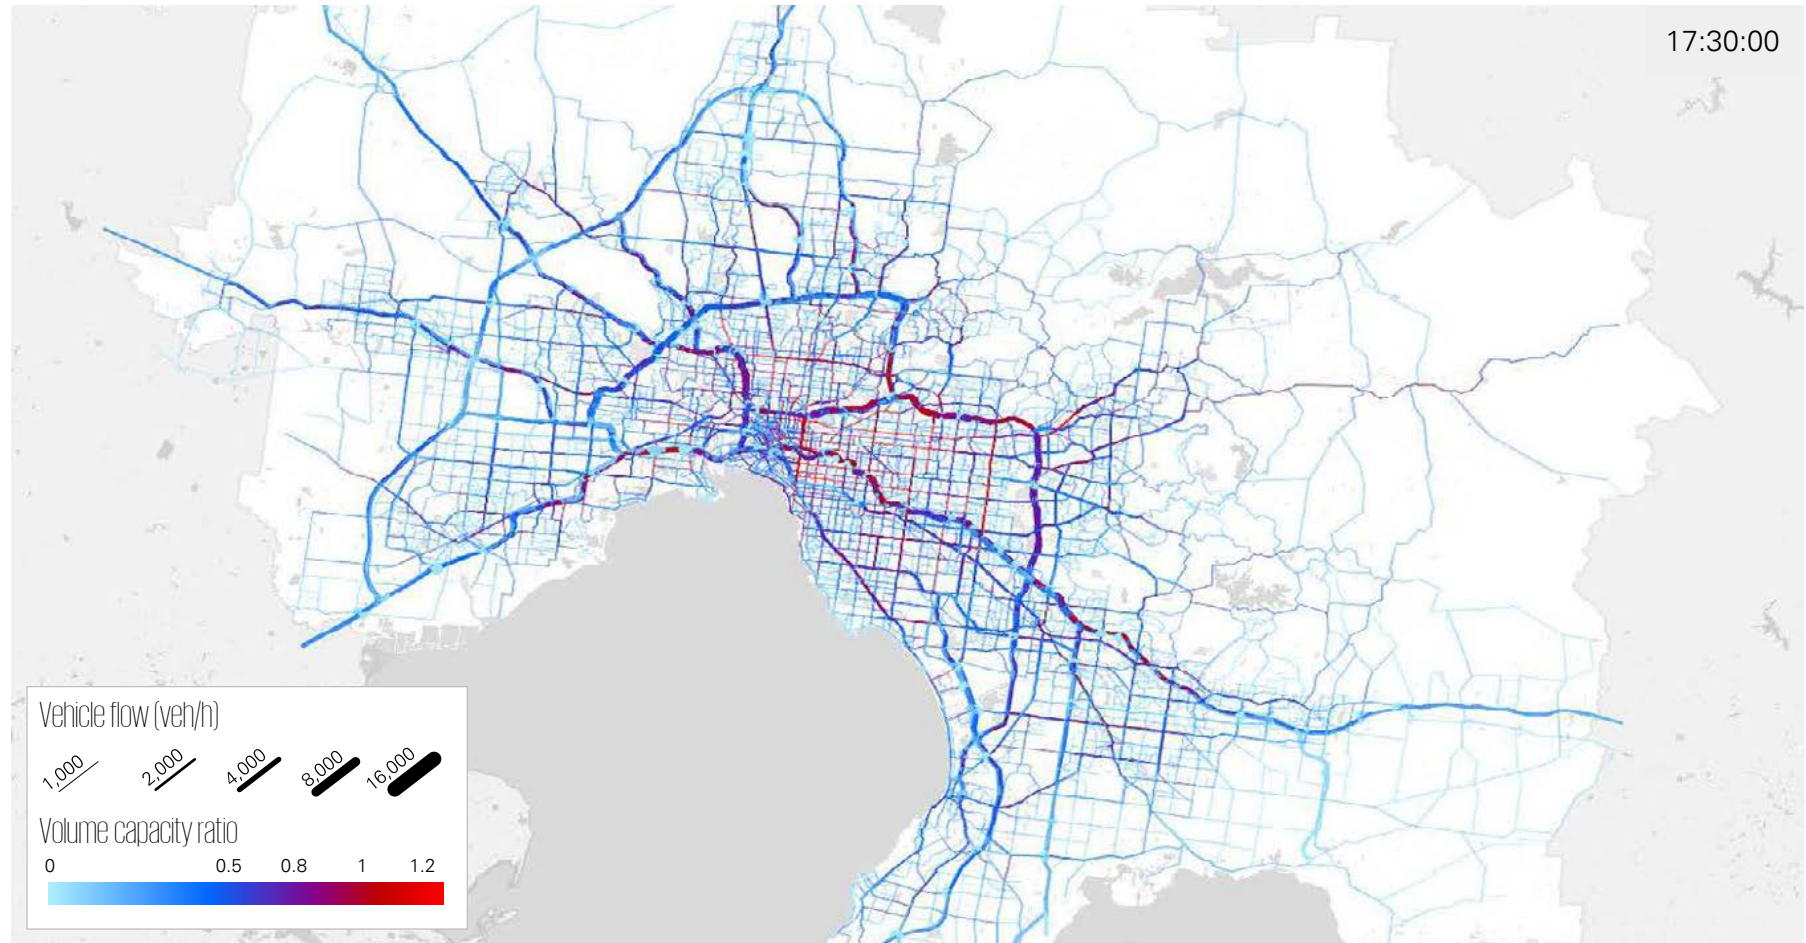 17:30:00
Vehicle flow (veh/h)
1,000 2,000 4,000 8,000 16,000
Volume capacity ratio
0 0.5 0.8 1 1.2